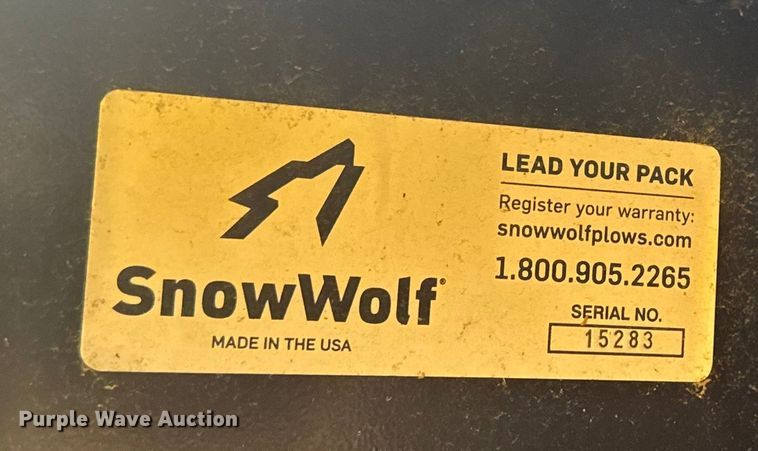 SnowWolf®
MADE IN THE USA
LEAD YOUR PACK
Register your warranty:
snowwolfplows.com
1.800.905.2265
SERIAL NO.
15283
Purple Wave Auction